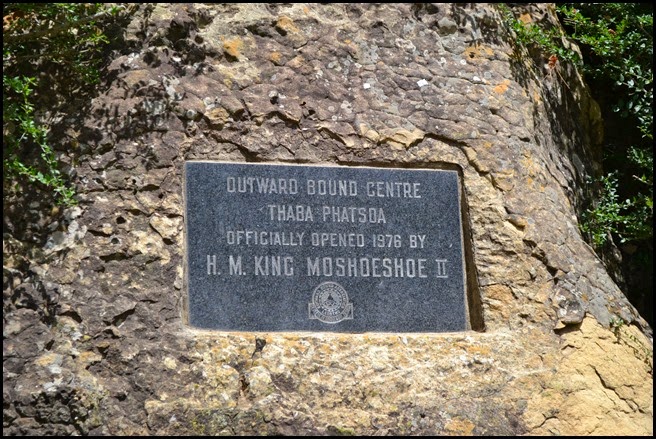 OUTWARD BOUND CENTRE
THABA PHATSOA
OFFICIALLY OPENED 1976 BY
H. M. KING MOSHOESHOE II